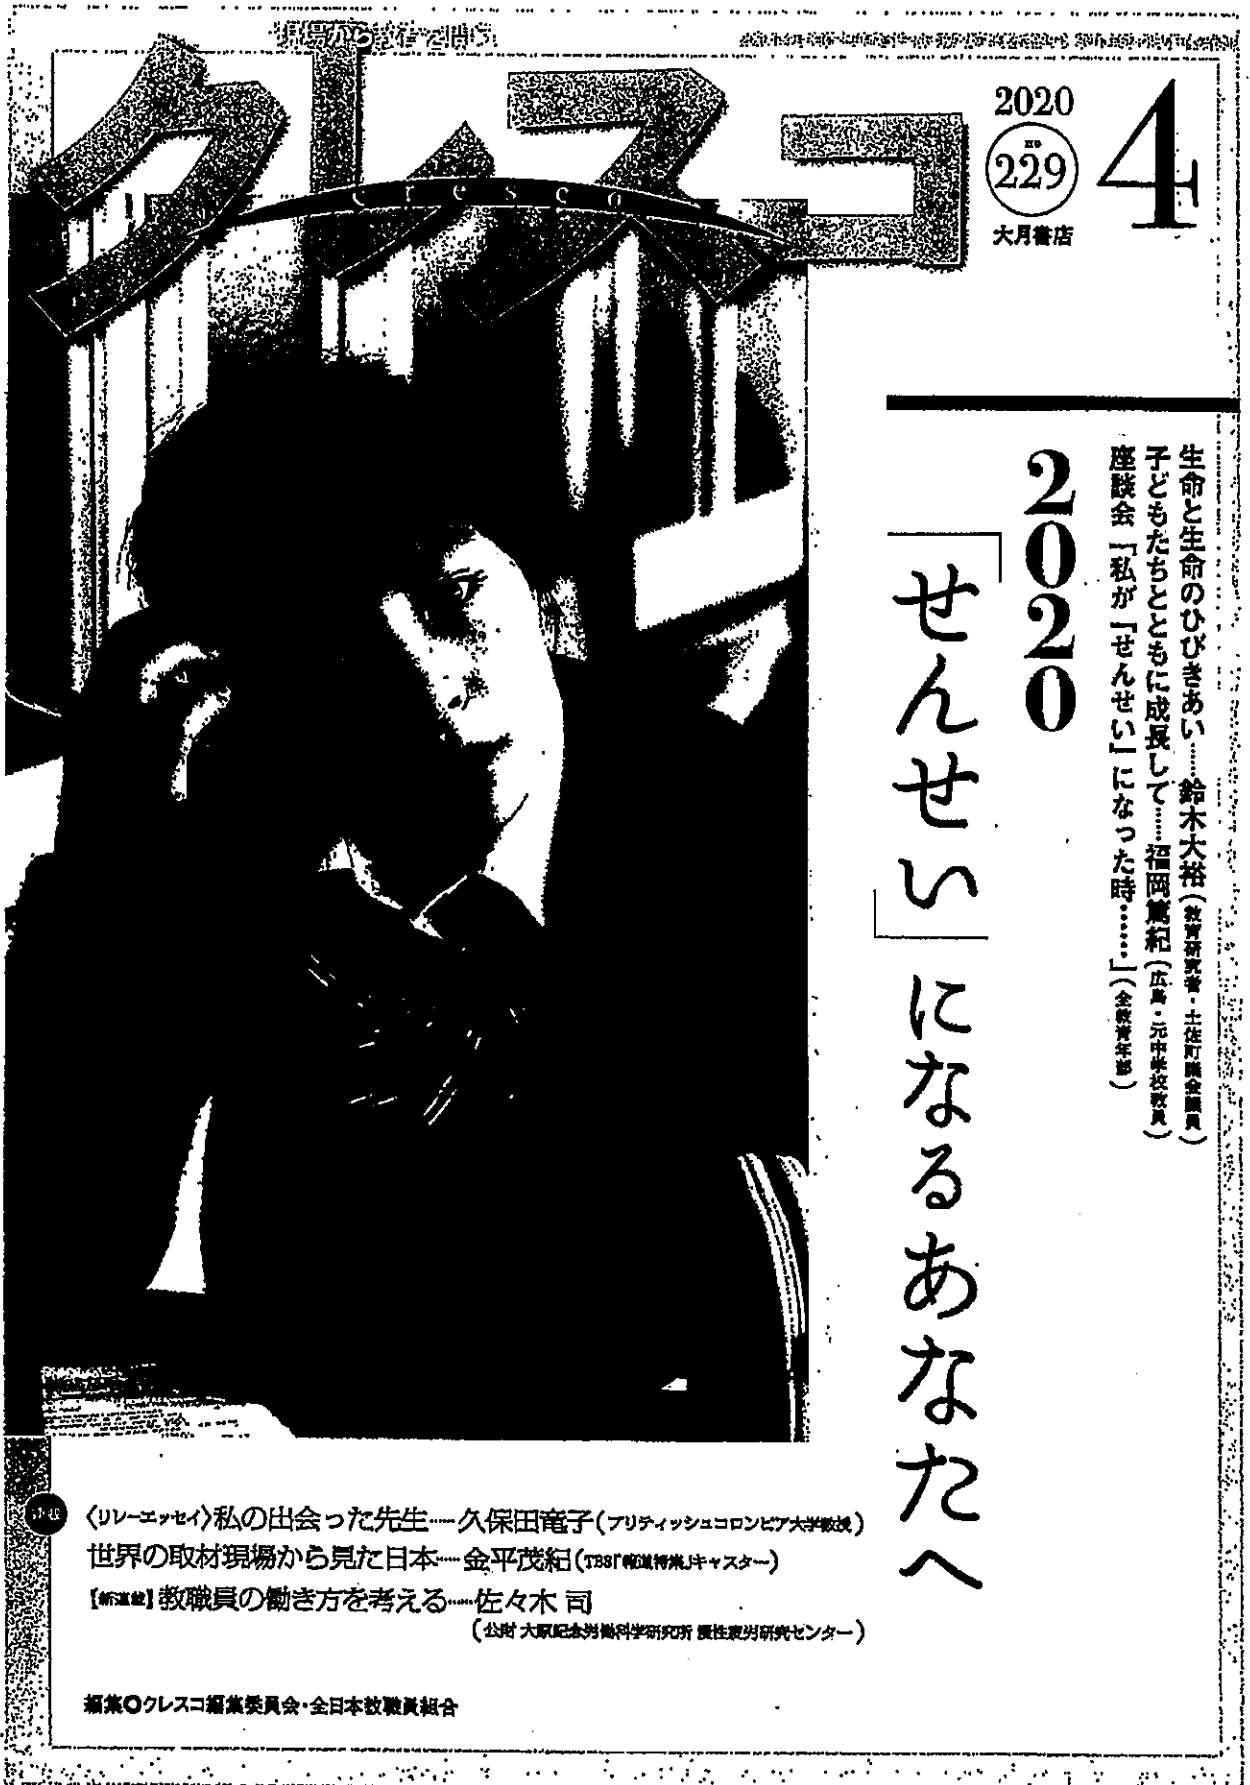 現場から教育を問う
クレスコ
cresco
2020
no
229
大月書店
4
生命と生命のひびきあい……鈴木大裕(教育研究者・土佐町議会議員)
子どもたちとともに成長して……福岡篤紀(広島・元中学校教員)
座談会『私が「せんせい」になった時……』(全教青年部)
2020
「せんせい」になるあなたへ
〈リレーエッセイ〉私の出会った先生……久保田竜子(ブリティッシュコロンビア大学教授)
世界の取材現場から見た日本……金平茂紀(TBS「報道特集」キャスター)
【新連載】教職員の働き方を考える……佐々木 司
(公財 大原記念労働科学研究所 慢性疲労研究センター)
編集○クレスコ編集委員会・全日本教職員組合